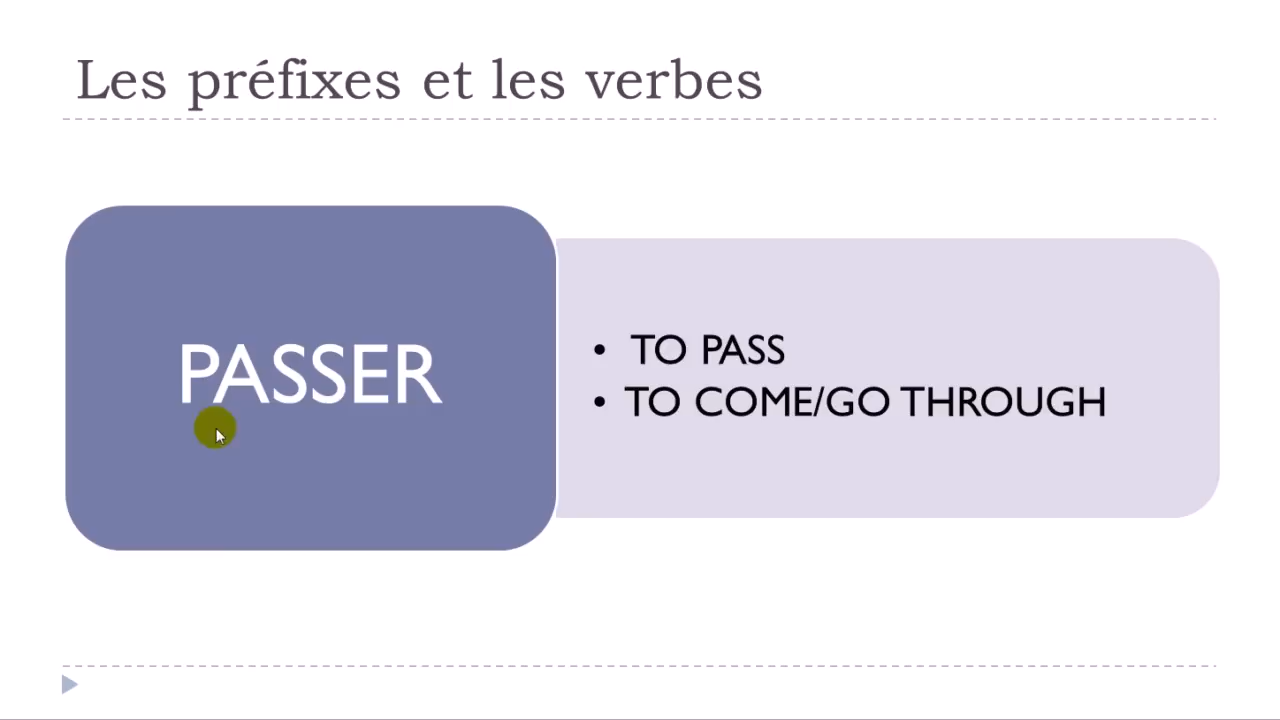 Les préfixes et les verbes
PASSER
• TO PASS
• TO COME/GO THROUGH